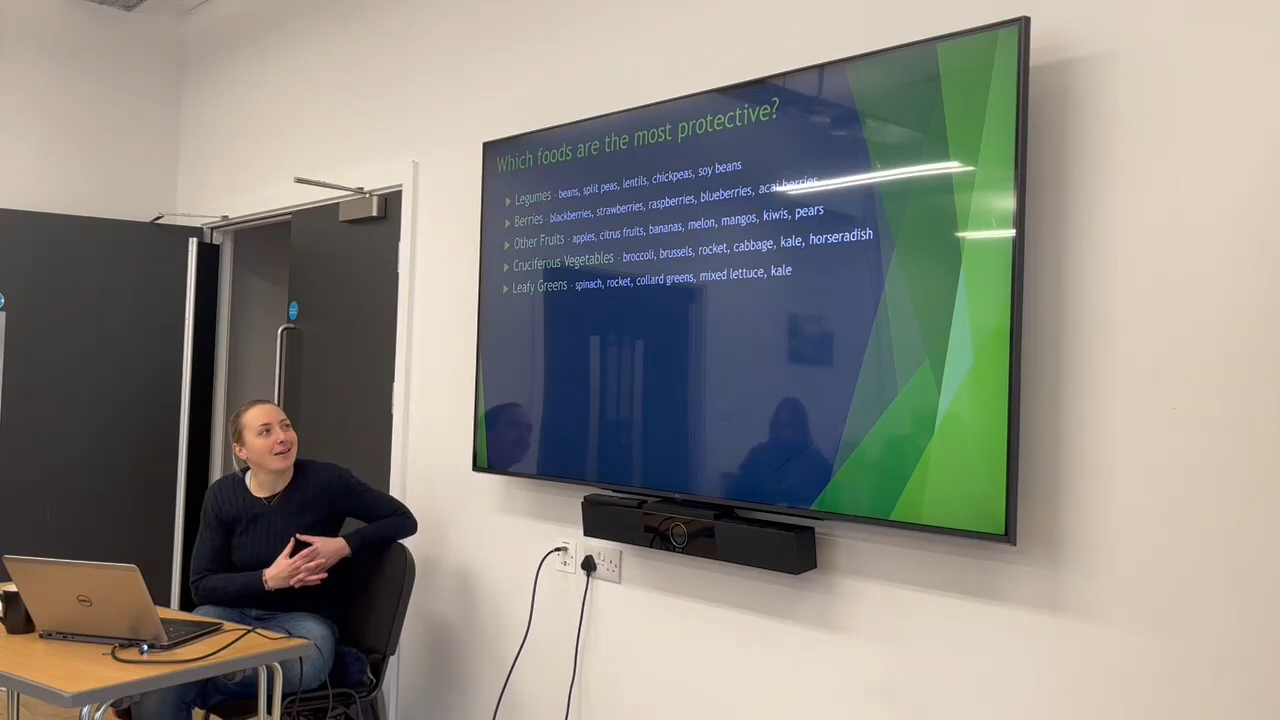 Which foods are the most protective?
Legumes - beans, split peas, lentils, chickpeas, soy beans
Berries - blackberries, strawberries, raspberries, blueberries, acai berries
Other Fruits - apples, citrus fruits, bananas, melon, mangos, kiwis, pears
Cruciferous Vegetables - broccoli, brussels, rocket, cabbage, kale, horseradish
Leafy Greens - spinach, rocket, collard greens, mixed lettuce, kale
DELL